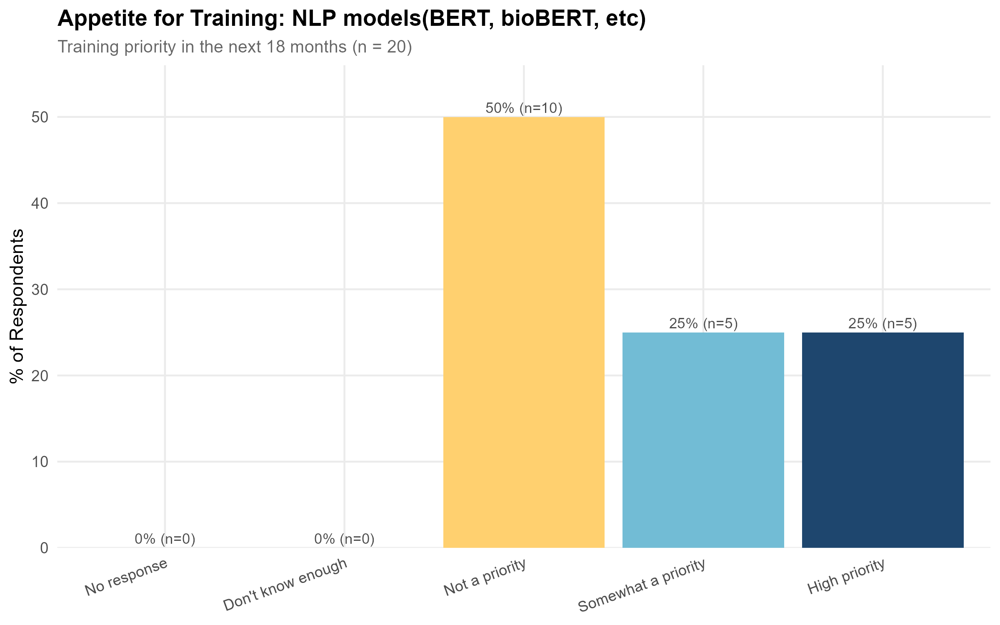 Appetite for Training: NLP models(BERT, bioBERT, etc)
Training priority in the next 18 months (n = 20)
% of Respondents
50
40
30
20
10
0
0% (n=0)
0% (n=0)
50% (n=10)
25% (n=5)
25% (n=5)
No response
Don't know enough
Not a priority
Somewhat a priority
High priority